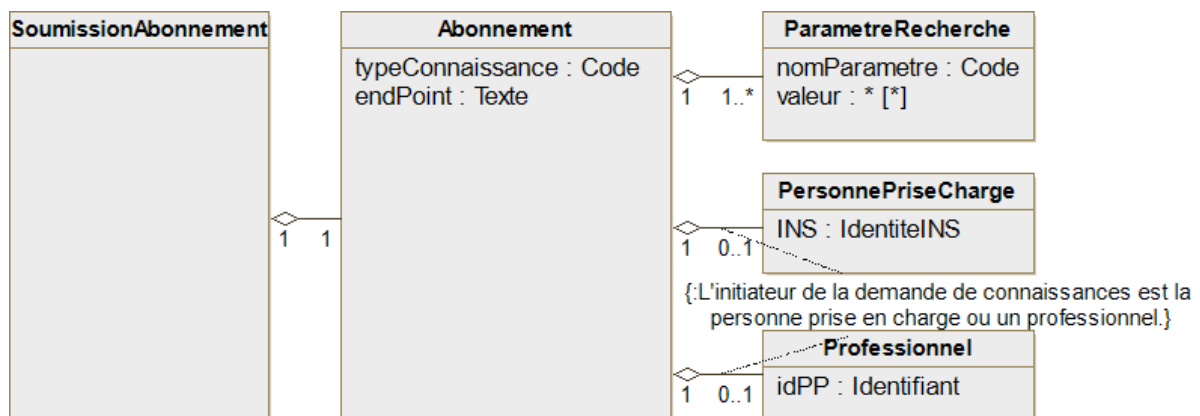 SoumissionAbonnement
Abonnement
typeConnaissance : Code
endPoint : Texte
ParametreRecherche
nomParametre : Code
valeur : * [*]
1
1..*
PersonnePriseCharge
INS : IdentiteINS
1
1
1
0..1
{:L'initiateur de la demande de connaissances est la
personne prise en charge ou un professionnel.}
Professionnel
idPP : Identifiant
1
0..1